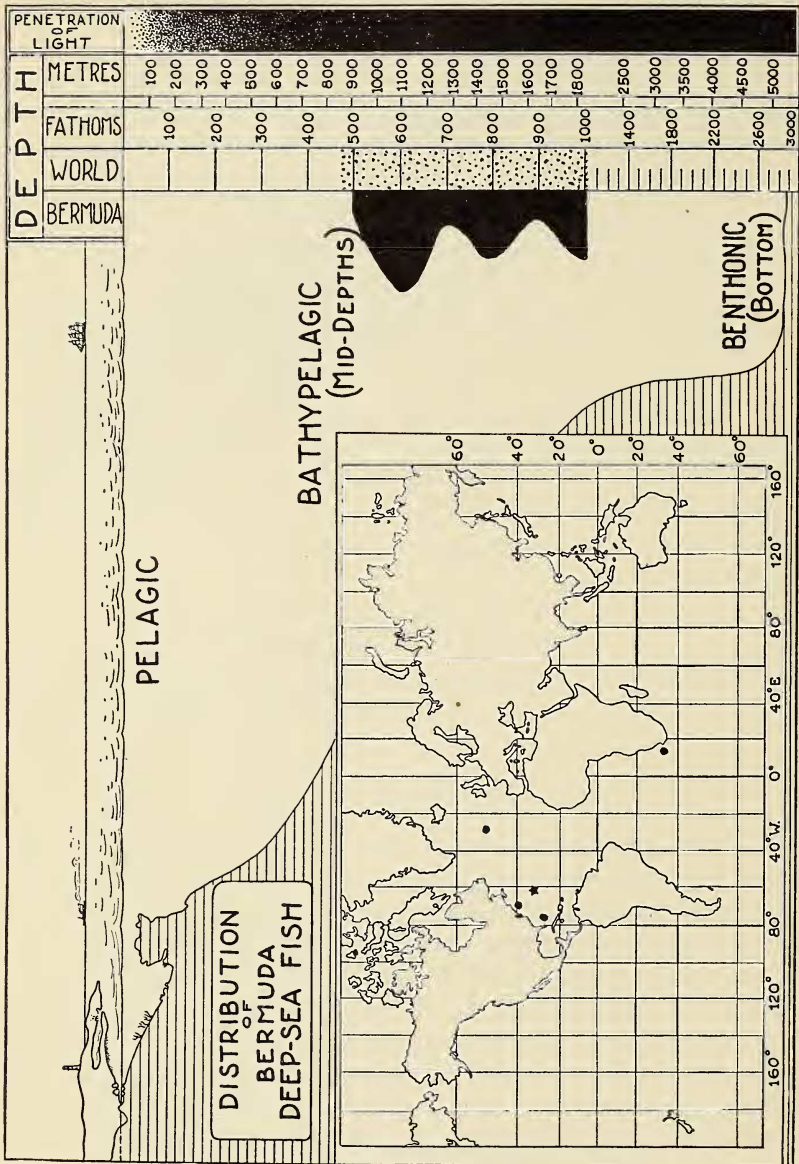 PENETRATION
OF
LIGHT
DEPTH
METRES
100 200 300 400 500 600 700 800 900 1000 1100 1200 1300 1400 1500 1600 1700 1800 2500 3000 3500 4000 4500 5000
FATHOMS
100 200 300 400 500 600 700 800 900 1000 1400 1800 2200 2600 3000
WORLD
BERMUDA
PELAGIC
BATHYPELAGIC
(MID-DEPTHS)
BENTHONIC
(BOTTOM)
DISTRIBUTION
OF
BERMUDA
DEEP-SEA FISH
60°
40°
20°
0°
20°
40°
60°
160° 120° 80° 40°W. 0° 40°E 80° 120° 160°